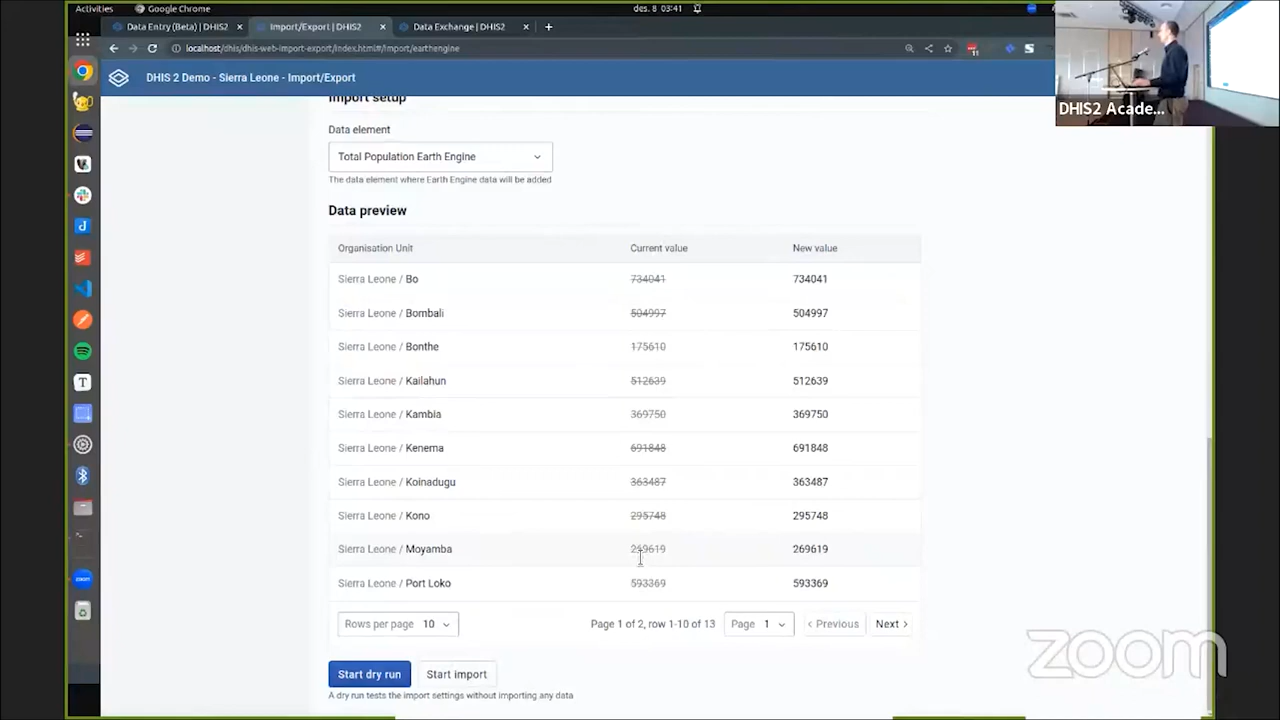 Activities
Google Chrome
des. 8 03:41
Data Entry (Beta) | DHIS2
Import/Export | DHIS2
Data Exchange | DHIS2
localhost/dhis/dhis-web-import-export/index.html#/import/earthengine
11
DHIS 2 Demo - Sierra Leone - Import/Export
DHIS2 Acade...
Import setup
Data element
Total Population Earth Engine
The data element where Earth Engine data will be added
Data preview
Organisation Unit Current value New value
Sierra Leone / Bo 734041 734041
Sierra Leone / Bombali 504997 504997
Sierra Leone / Bonthe 175610 175610
Sierra Leone / Kailahun 512639 512639
Sierra Leone / Kambia 369750 369750
Sierra Leone / Kenema 691848 691848
Sierra Leone / Koinadugu 363487 363487
Sierra Leone / Kono 295748 295748
Sierra Leone / Moyamba 269619 269619
Sierra Leone / Port Loko 593369 593369
Rows per page 10
Page 1 of 2, row 1-10 of 13
Page 1
Previous
Next
Start dry run
Start import
A dry run tests the import settings without importing any data
zoom